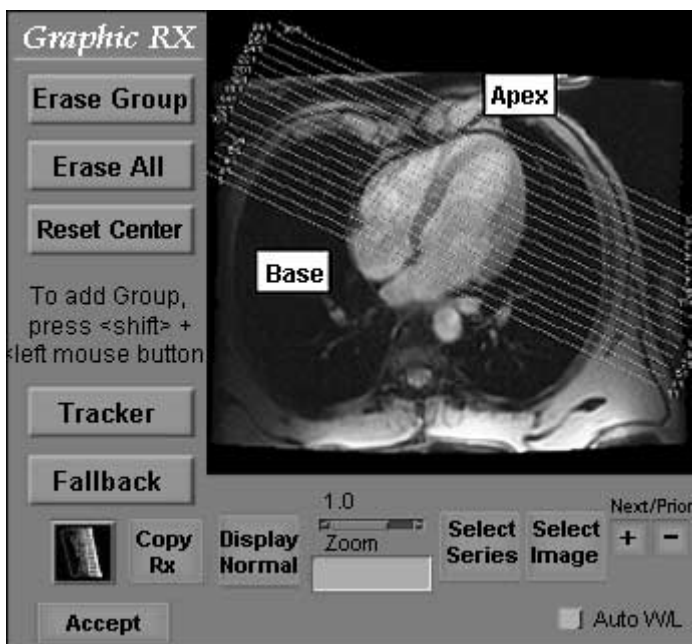 Graphic RX
Erase Group
Erase All
Reset Center
To add Group,
press <shift> +
<left mouse button
Tracker
Fallback
Apex
Base
Copy
Rx
Display
Normal
1.0
Zoom
Select
Series
Select
Image
Next/Prior
+ -
Accept
Auto W/L